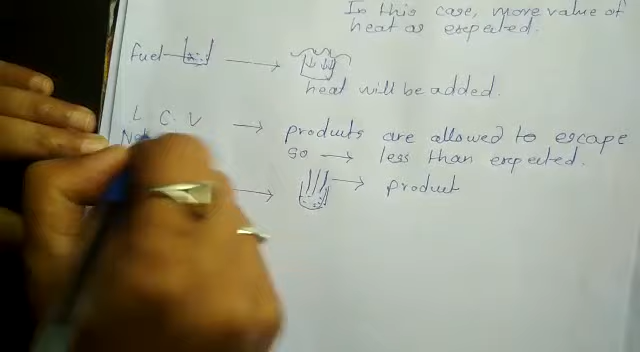 In this case, more value of
heat as expected.
Fuel →
heat will be added.
L C. V → products are allowed to escape
so → less than expected.
→ → product